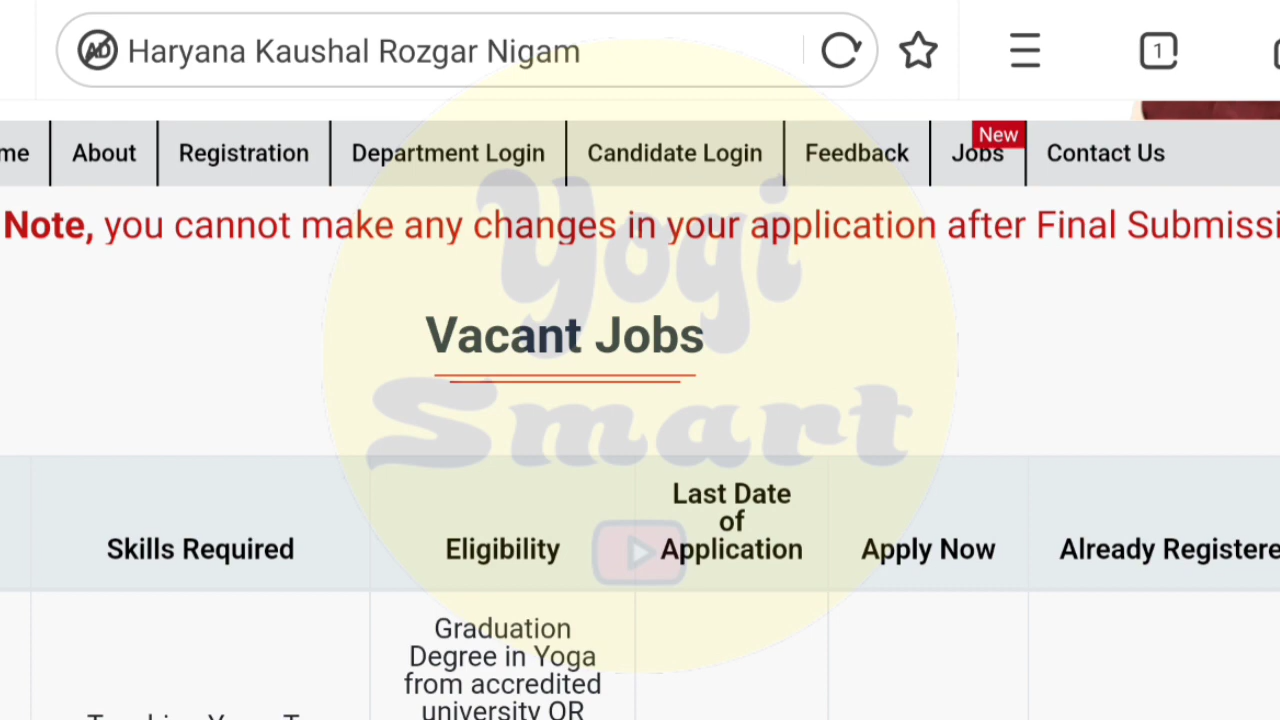 AD Haryana Kaushal Rozgar Nigam
1
me About Registration Department Login Candidate Login Feedback Jobs New Contact Us
Note, you cannot make any changes in your application after Final Submissi
Yogi
Vacant Jobs
Smart
Skills Required
Eligibility
Last Date
of
Application
Apply Now
Already Registere
Graduation
Degree in Yoga
from accredited
university OR